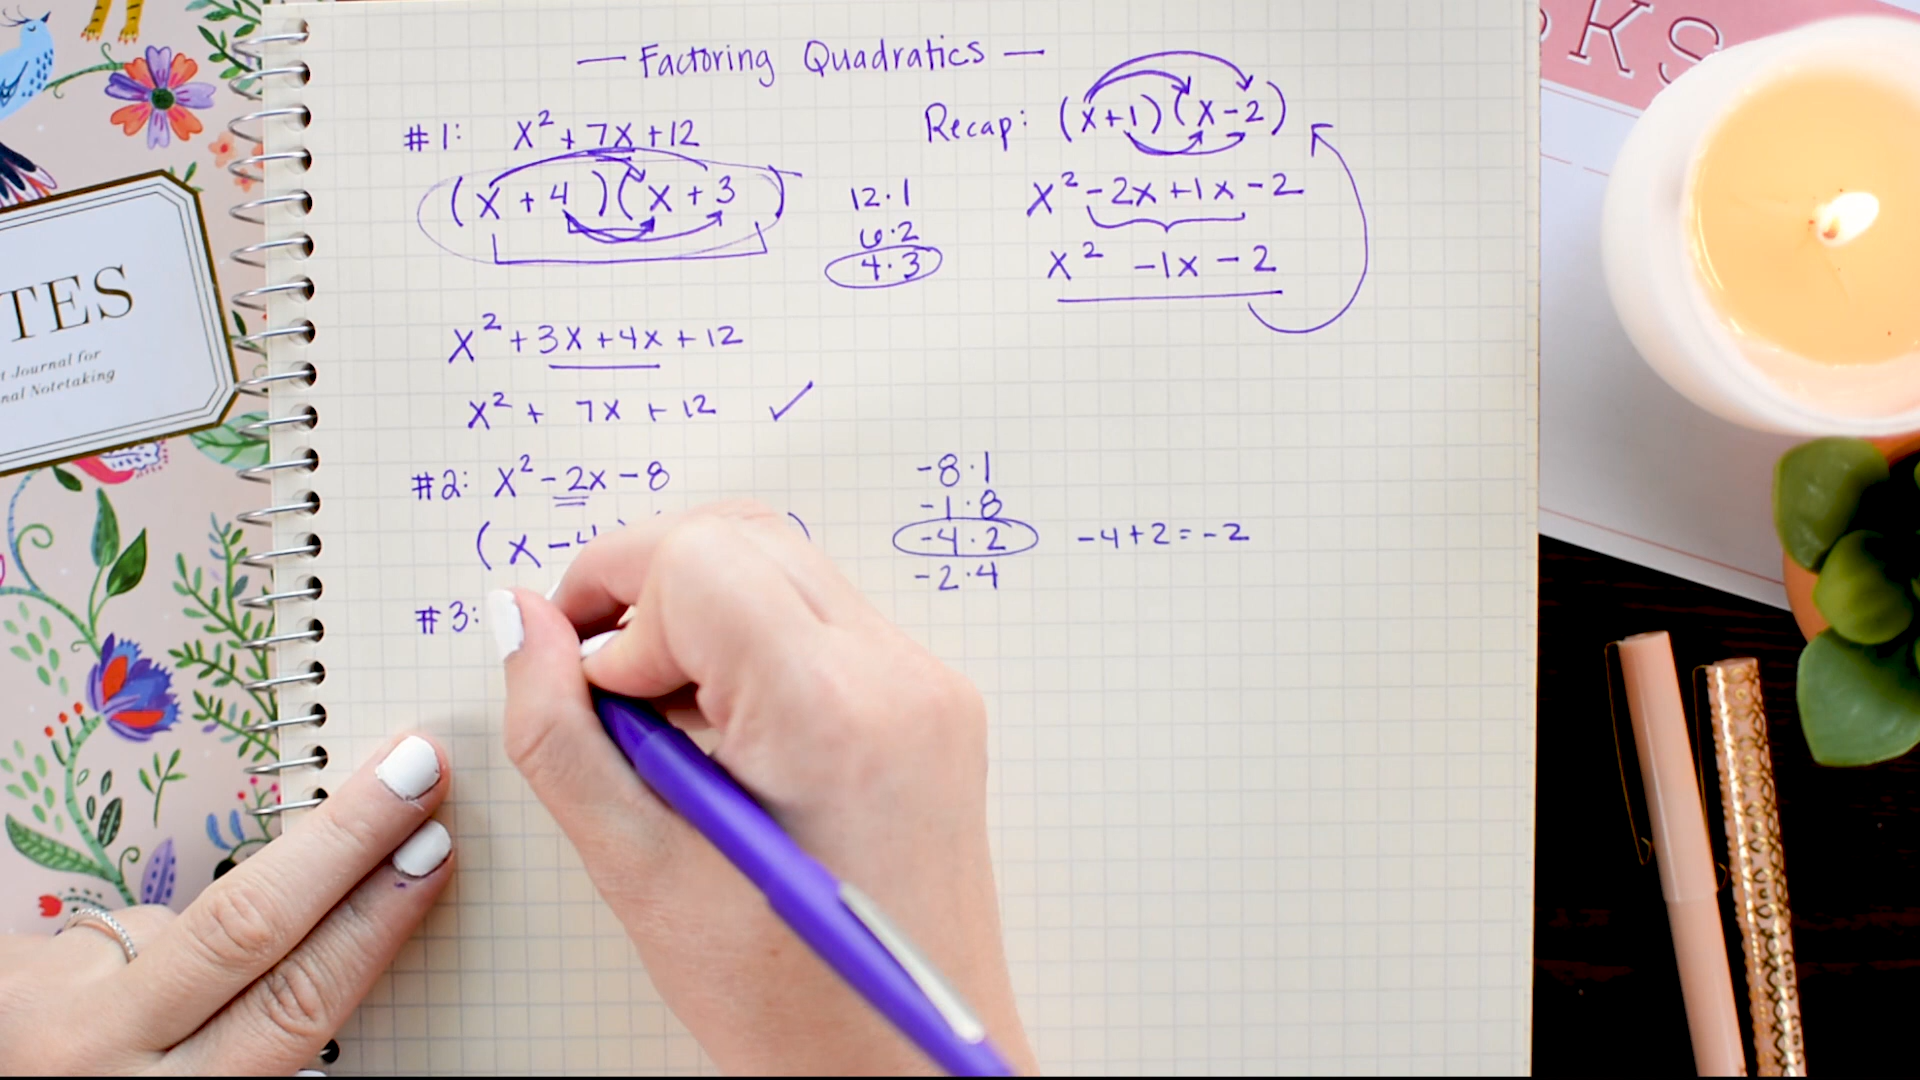 — Factoring Quadratics —
#1: x² + 7x + 12
(x + 4)(x + 3)
12·1
6·2
4·3
x² + 3x + 4x + 12
x² + 7x + 12 ✓
Recap: (x+1)(x-2)
x² - 2x + 1x - 2
x² - 1x - 2
#2: x² - 2x - 8
(x - 4)
-8·1
-1·8
-4·2
-2·4
-4+2=-2
#3:
TES
Journal for
Notetaking
KS